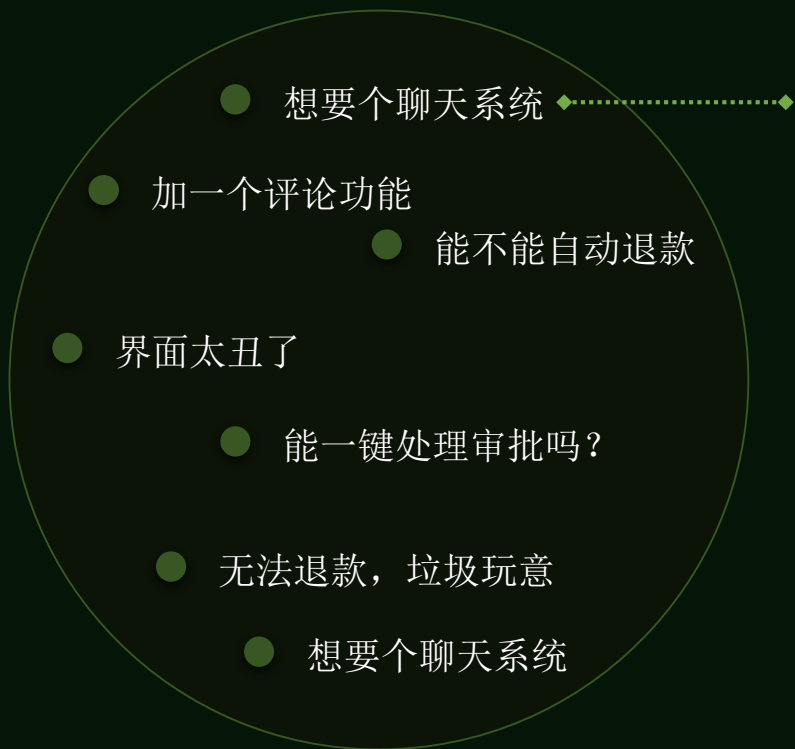 想要个聊天系统
加一个评论功能
能不能自动退款
界面太丑了
能一键处理审批吗？
无法退款，垃圾玩意
想要个聊天系统